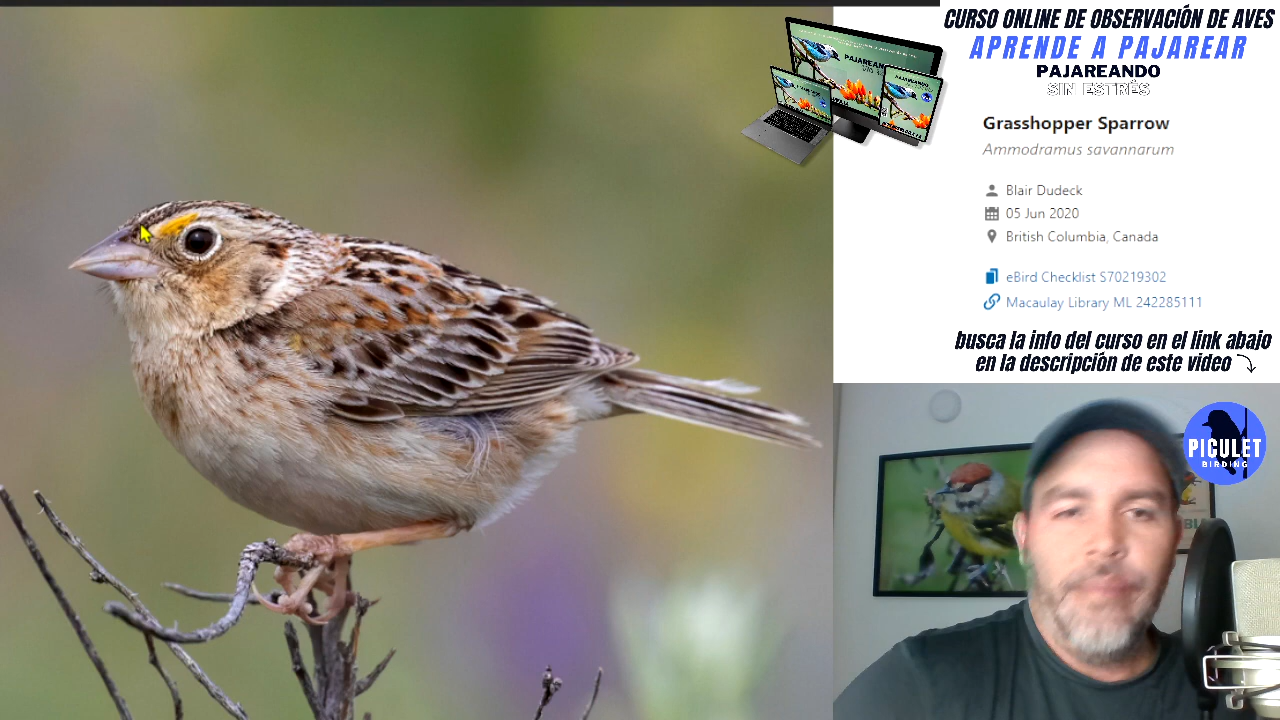 CURSO ONLINE DE OBSERVACIÓN DE AVES
APRENDE A PAJAREAR
PAJAREANDO
SIN ESTRÉS
Grasshopper Sparrow
Ammodramus savannarum
Blair Dudeck
05 Jun 2020
British Columbia, Canada
eBird Checklist S70219302
Macaulay Library ML 242285111
busca la info del curso en el link abajo
en la descripción de este video
PICULET
BIRDING